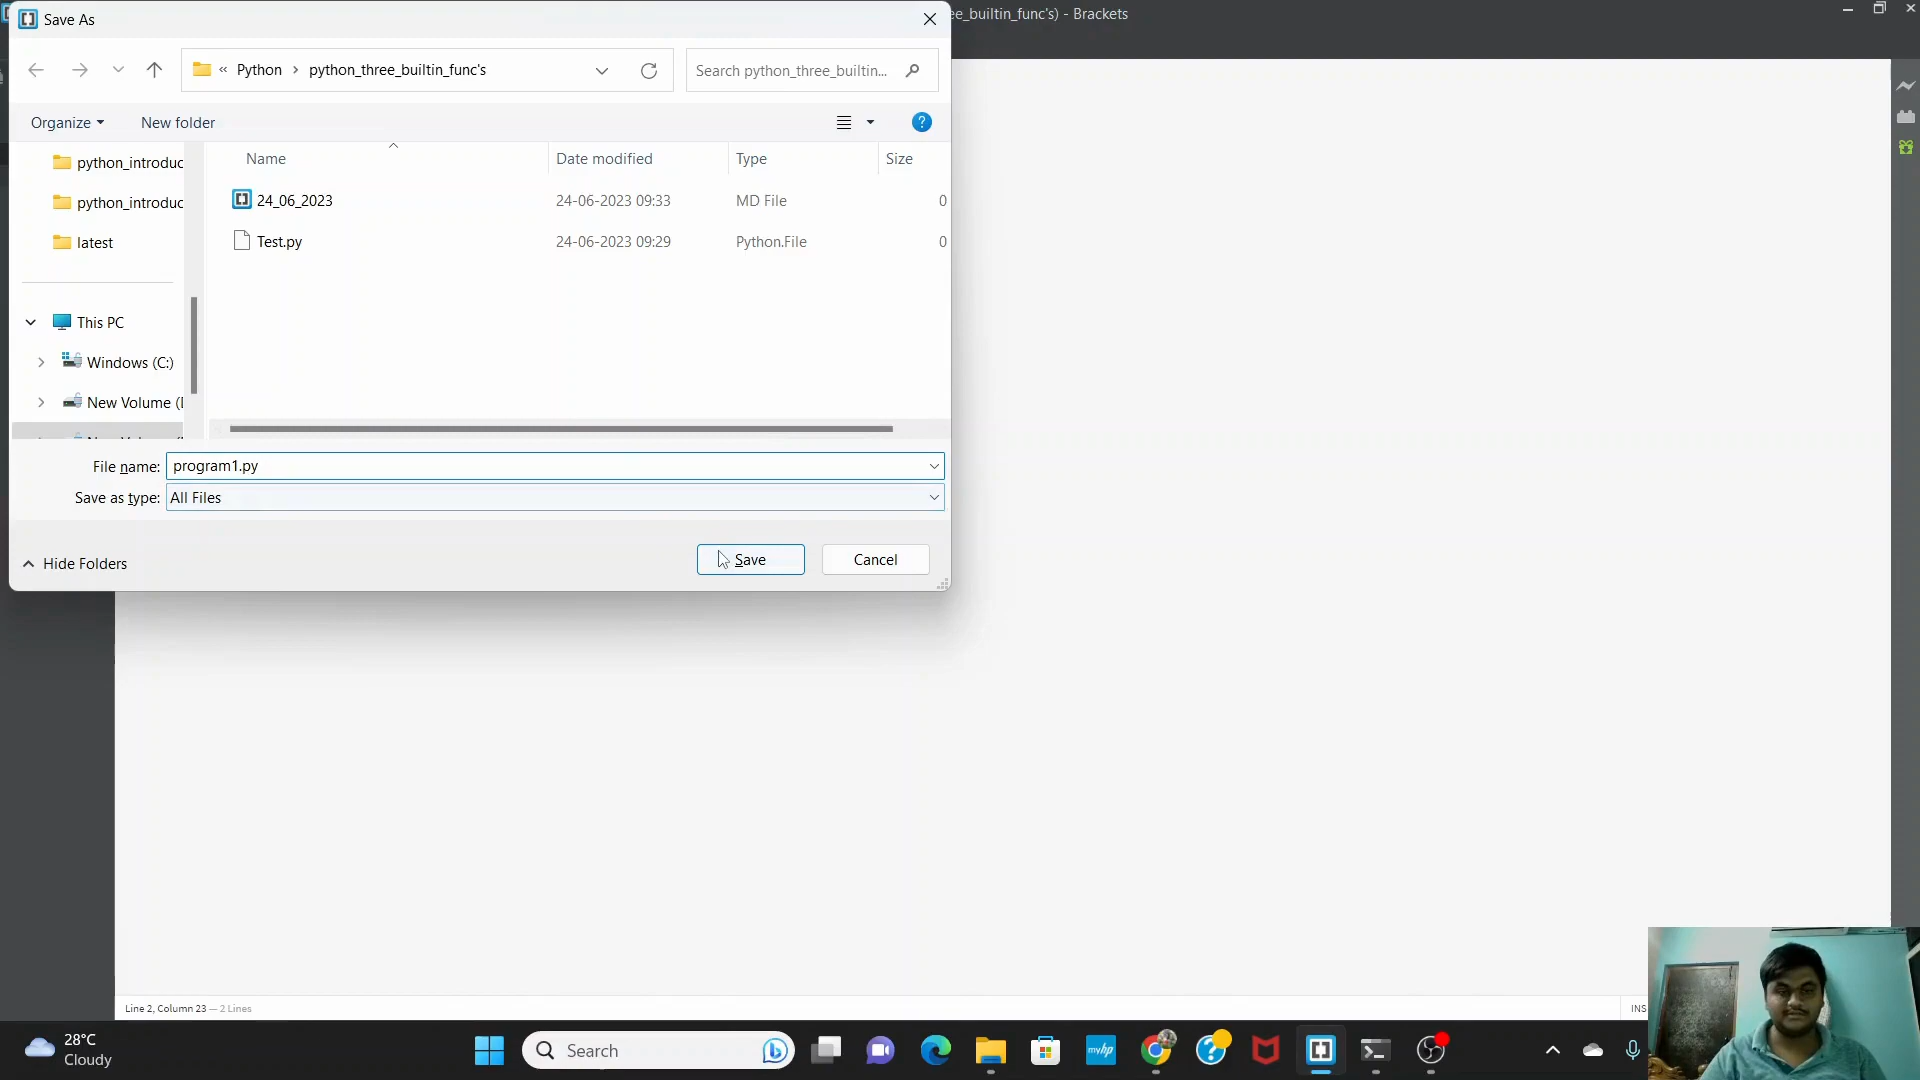 Save As
ee_builtin_func's) - Brackets
« Python > python_three_builtin_func's
Search python_three_builtin...
Organize
New folder
?
Name
Date modified
Type
Size
python_introduc
24_06_2023
24-06-2023 09:33
MD File
0
python_introduc
Test.py
24-06-2023 09:29
Python.File
0
latest
This PC
Windows (C:)
New Volume (
File name:
program1.py
Save as type:
All Files
Hide Folders
Save
Cancel
Line 2, Column 23 — 2 Lines
INS
28°C
Cloudy
Search
myhp
?